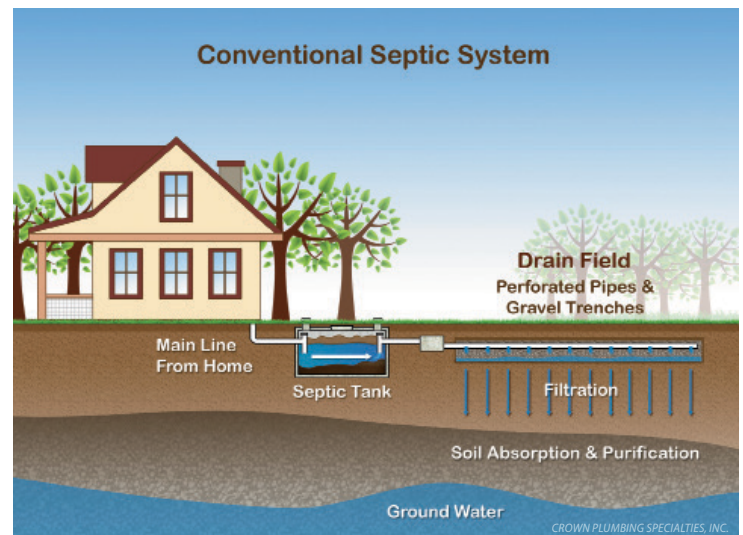 Conventional Septic System
Drain Field
Perforated Pipes &
Gravel Trenches
Main Line
From Home
Septic Tank
Filtration
Soil Absorption & Purification
Ground Water
CROWN PLUMBING SPECIALTIES, INC.